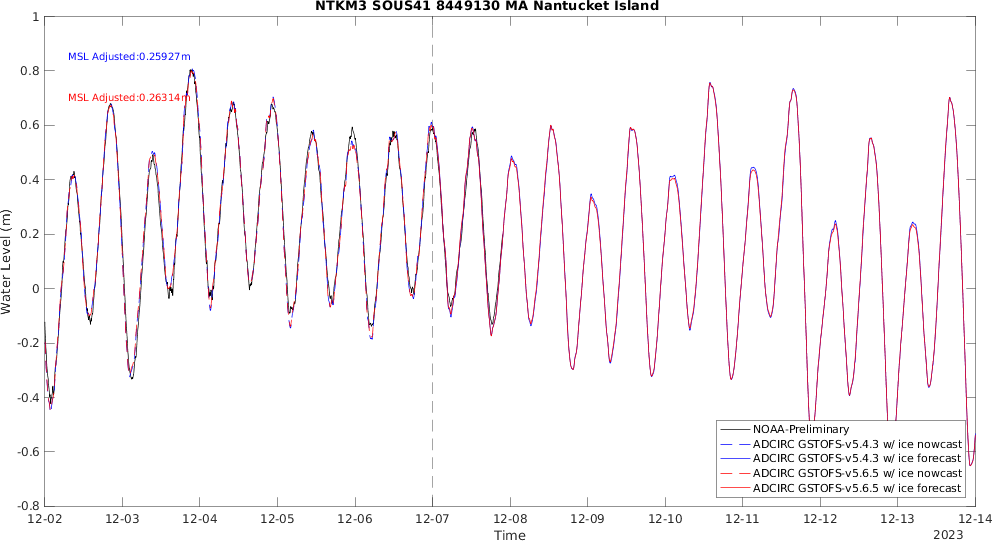 NTKM3 SOUS41 8449130 MA Nantucket Island
MSL Adjusted:0.25927m
MSL Adjusted:0.26314m
Water Level (m)
1
0.8
0.6
0.4
0.2
0
-0.2
-0.4
-0.6
-0.8
NOAA-Preliminary
ADCIRC GSTOFS-v5.4.3 w/ ice nowcast
ADCIRC GSTOFS-v5.4.3 w/ ice forecast
ADCIRC GSTOFS-v5.6.5 w/ ice nowcast
ADCIRC GSTOFS-v5.6.5 w/ ice forecast
12-02 12-03 12-04 12-05 12-06 12-07 12-08 12-09 12-10 12-11 12-12 12-13 12-14
Time
2023